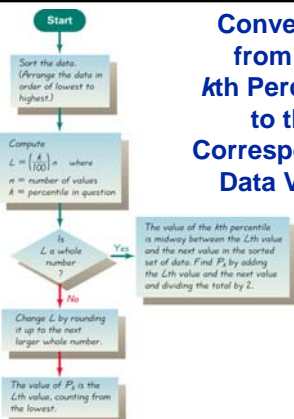 Start
Sort the data.
(Arrange the data in
order of lowest to
highest.)
Compute
L = (k/100) n where
n = number of values
k = percentile in question
Is
L a whole
number
?
Yes
The value of the kth percentile
is midway between the Lth value
and the next value in the sorted
set of data. Find Pk by adding
the Lth value and the next value
and dividing the total by 2.
No
Change L by rounding
it up to the next
larger whole number.
The value of Pk is the
Lth value, counting from
the lowest.
Conve
from
kth Perc
to th
Correspo
Data V